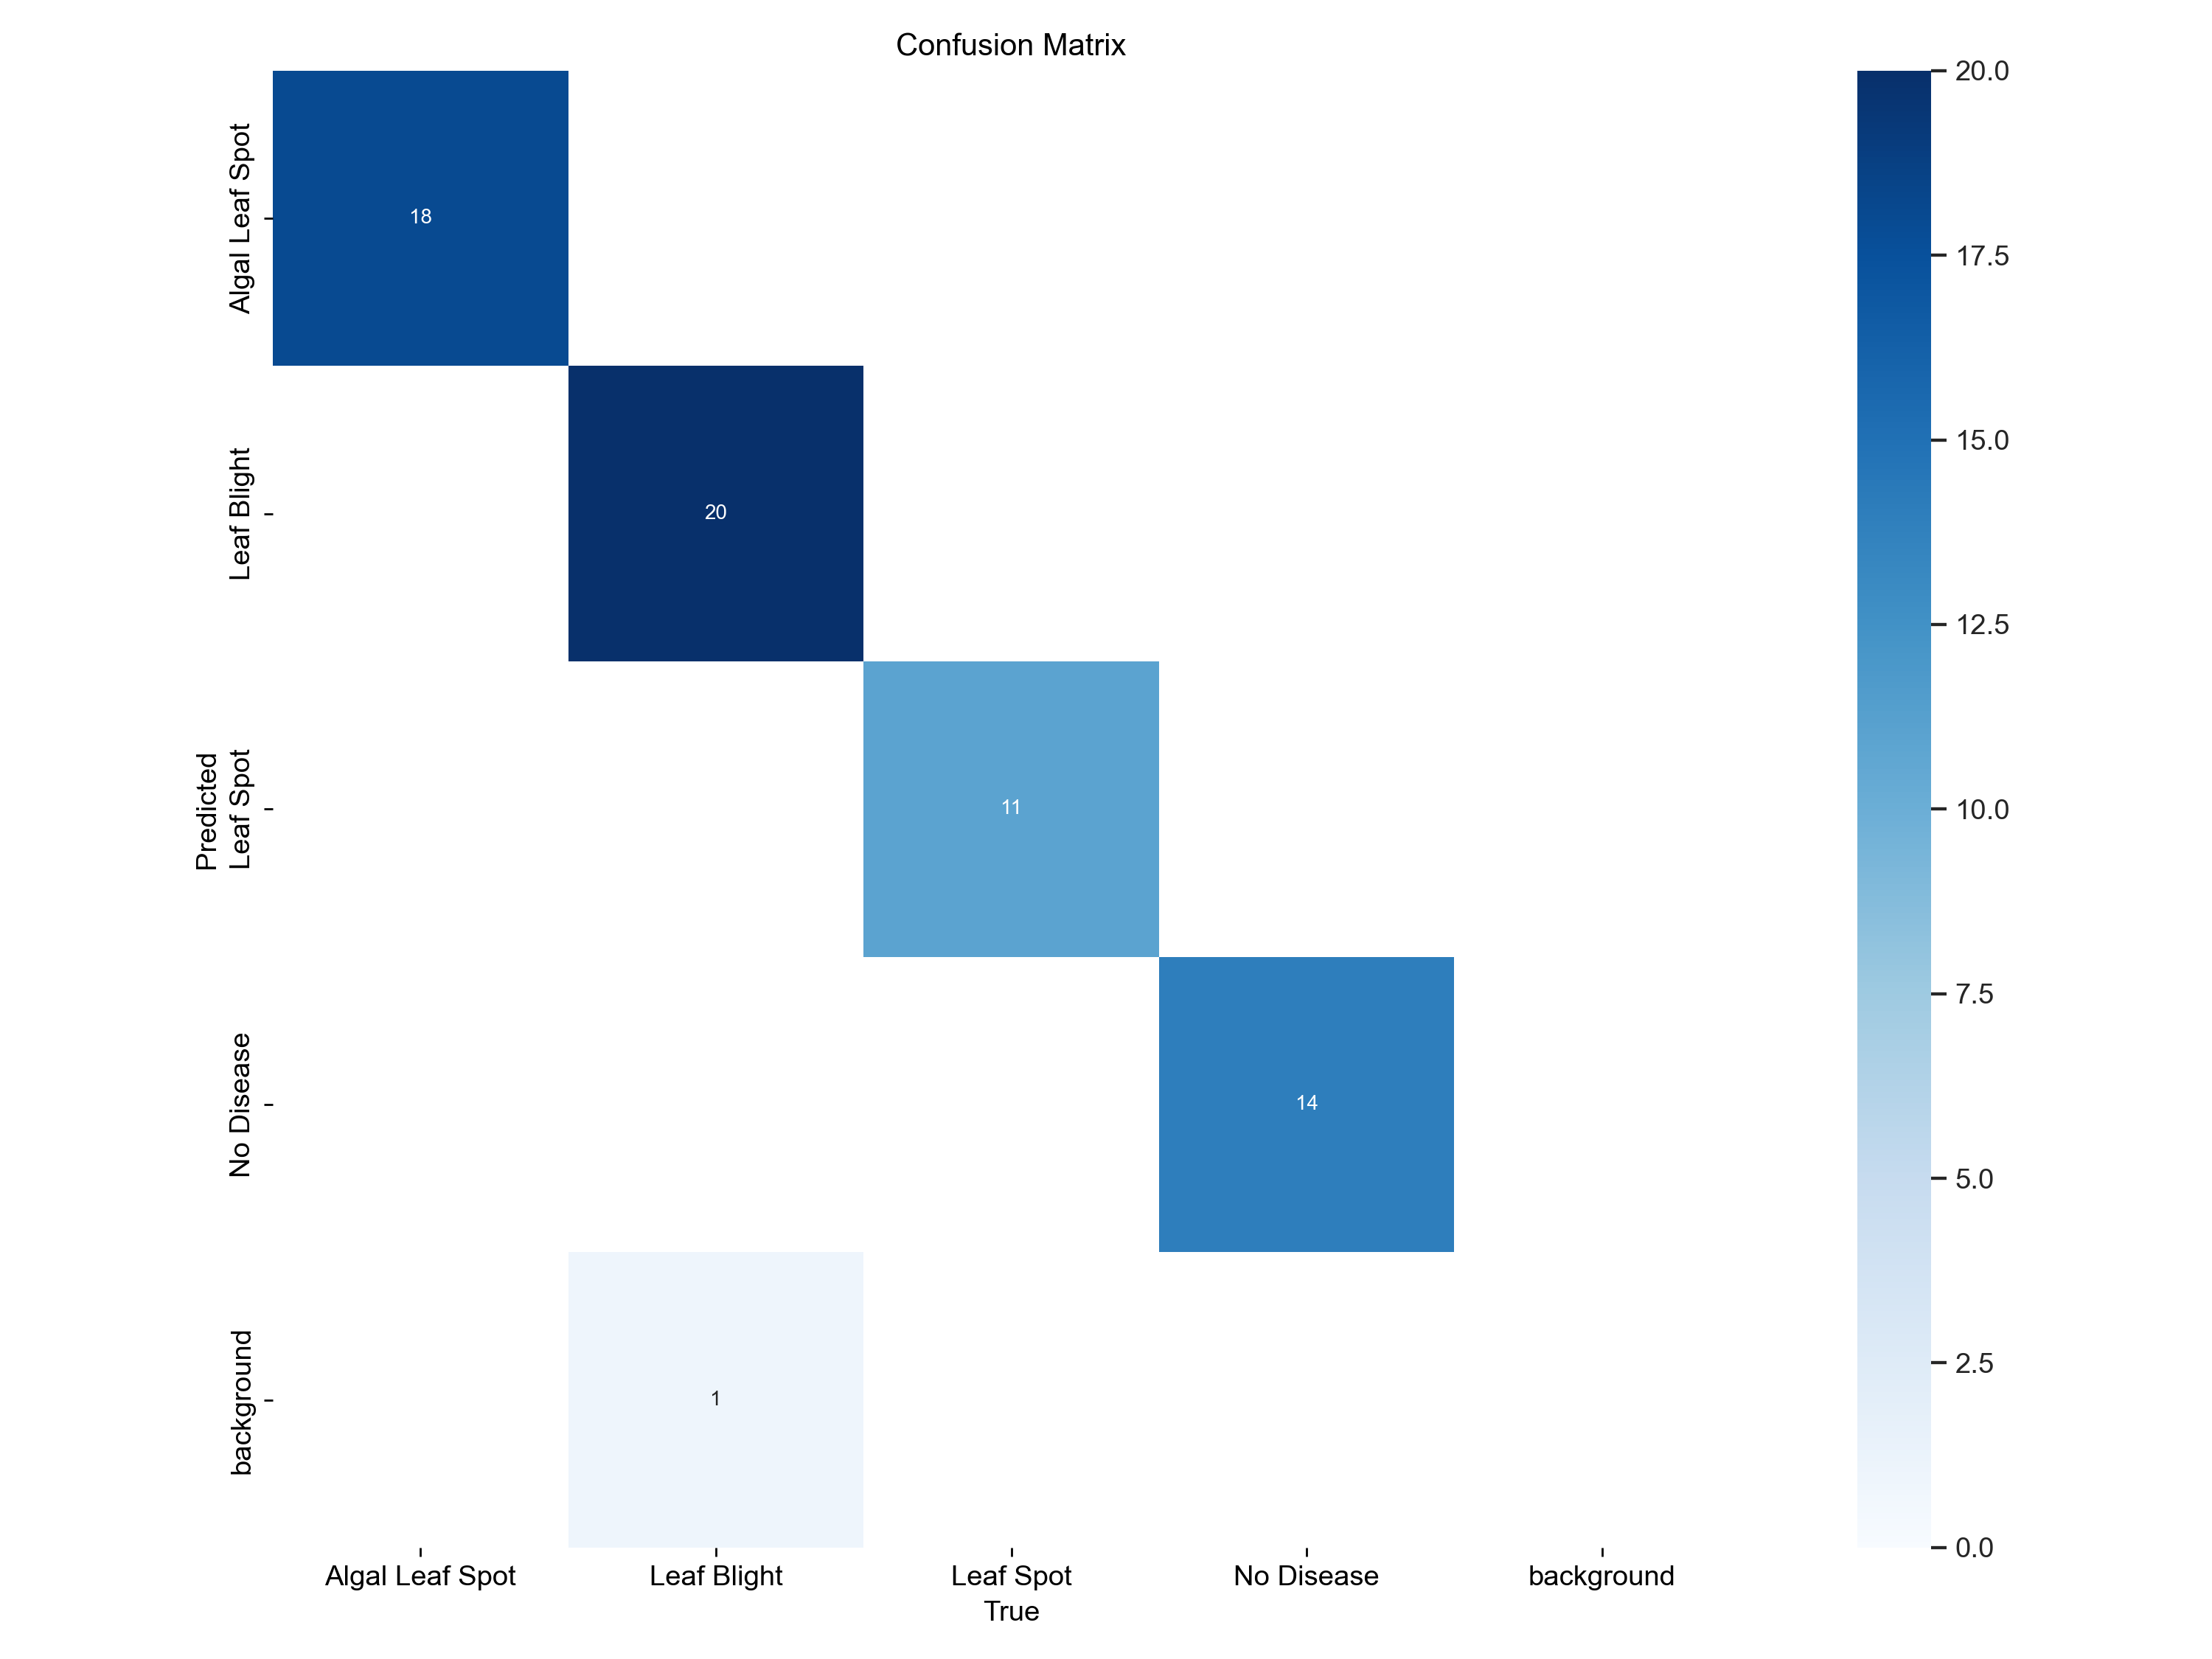 Confusion Matrix
Algal Leaf Spot
Leaf Blight
Leaf Spot
No Disease
background
Predicted
18
20
11
14
1
Algal Leaf Spot
Leaf Blight
Leaf Spot
No Disease
background
True
20.0
17.5
15.0
12.5
10.0
7.5
5.0
2.5
0.0